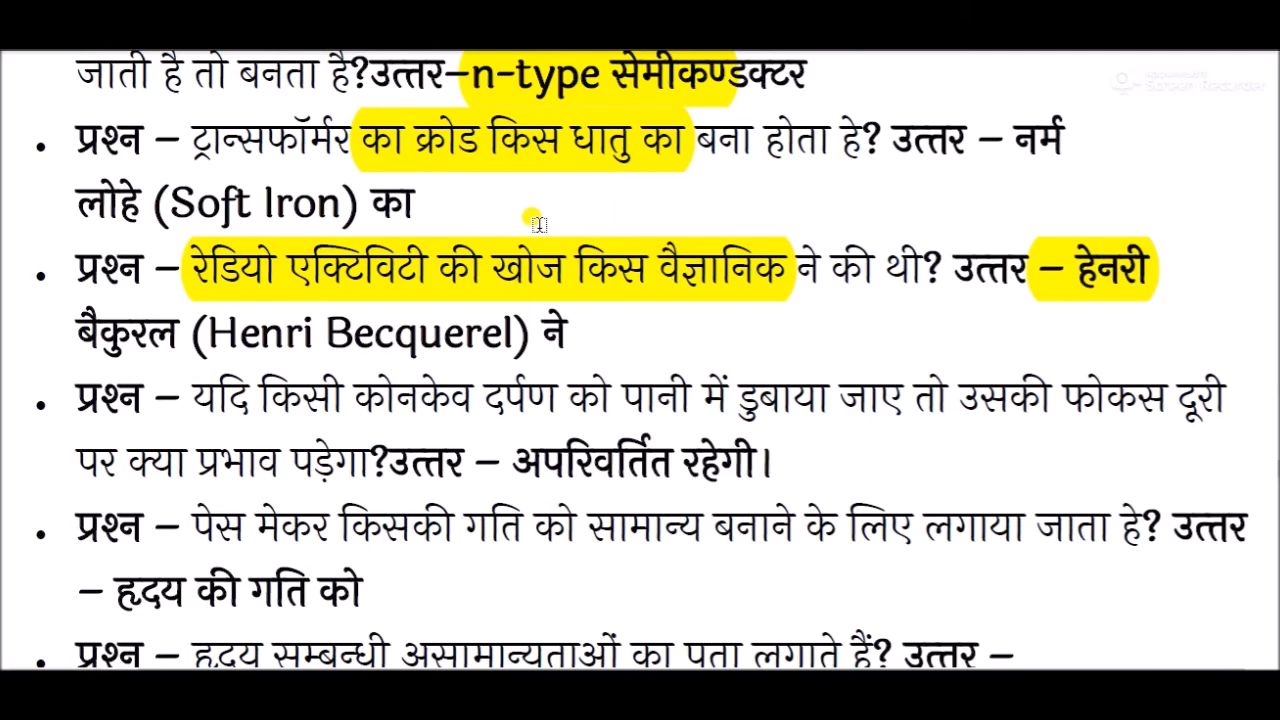 जाती है तो बनता है?उत्तर–n-type सेमीकण्डक्टर
Screen Recorder
• प्रश्न – ट्रान्सफॉर्मर का क्रोड किस धातु का बना होता हे? उत्तर – नर्म
लोहे (Soft Iron) का
• प्रश्न – रेडियो एक्टिविटी की खोज किस वैज्ञानिक ने की थी? उत्तर – हेनरी
बैकुरल (Henri Becquerel) ने
• प्रश्न – यदि किसी कोनकेव दर्पण को पानी में डुबाया जाए तो उसकी फोकस दूरी
पर क्या प्रभाव पड़ेगा?उत्तर – अपरिवर्तित रहेगी।
• प्रश्न – पेस मेकर किसकी गति को सामान्य बनाने के लिए लगाया जाता हे? उत्तर
– हृदय की गति को
• प्रश्न – हृदय सम्बन्धी असामान्यताओं का पता लगाते हैं? उत्तर –